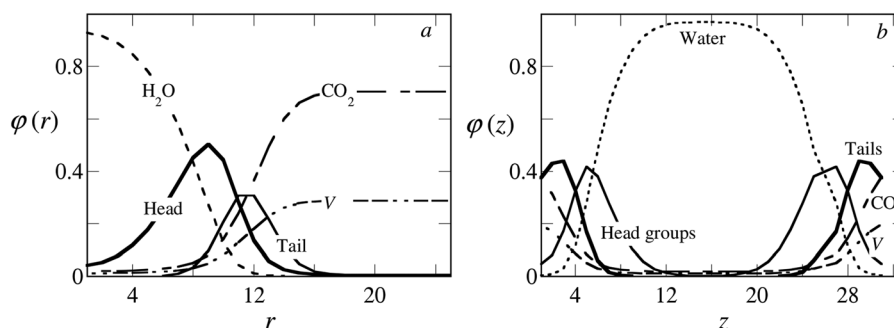 a
0.8
H₂O
CO₂
φ(r)
0.4
Head
V
Tail
0
4
12
20
r
b
Water
0.8
φ(z)
Tails
0.4
CO
Head groups
V
0
4
12
20
28
z